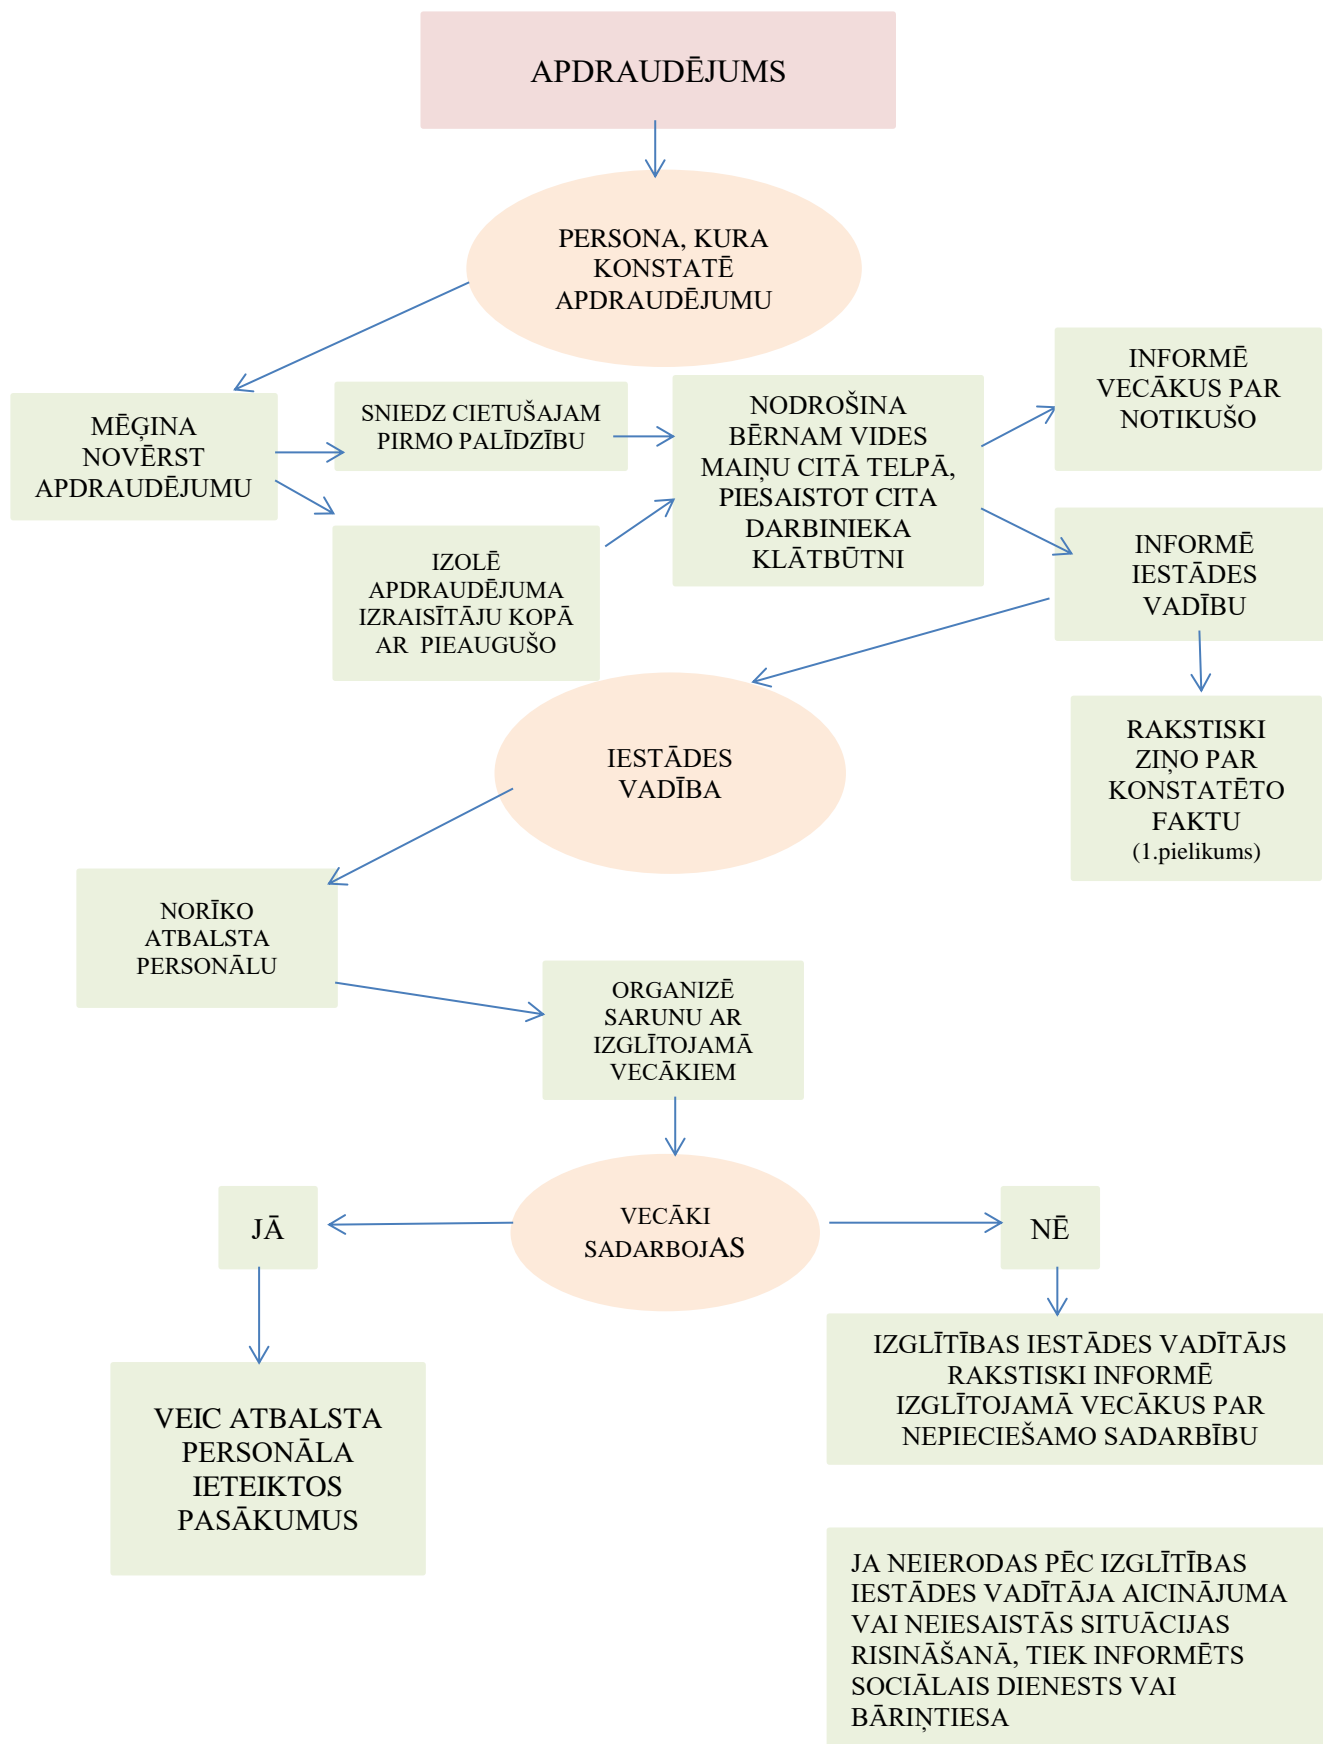 APDRAUDĒJUMS
PERSONA, KURA
KONSTATĒ
APDRAUDĒJUMU
MĒĢINA
NOVĒRST
APDRAUDĒJUMU
SNIEDZ CIETUŠAJAM
PIRMO PALĪDZĪBU
IZOLĒ
APDRAUDĒJUMA
IZRAISĪTĀJU KOPĀ
AR PIEAUGUŠO
NODROŠINA
BĒRNAM VIDES
MAIŅU CITĀ TELPĀ,
PIESAISTOT CITA
DARBINIEKA
KLĀTBŪTNI
INFORMĒ
VECĀKUS PAR
NOTIKUŠO
INFORMĒ
IESTĀDES
VADĪBU
RAKSTISKI
ZIŅO PAR
KONSTATĒTO
FAKTU
(1.pielikums)
IESTĀDES
VADĪBA
NORĪKO
ATBALSTA
PERSONĀLU
ORGANIZĒ
SARUNU AR
IZGLĪTOJAMĀ
VECĀKIEM
VECĀKI
SADARBOJAS
JĀ
NĒ
VEIC ATBALSTA
PERSONĀLA
IETEIKTOS
PASĀKUMUS
IZGLĪTĪBAS IESTĀDES VADĪTĀJS
RAKSTISKI INFORMĒ
IZGLĪTOJAMĀ VECĀKUS PAR
NEPIECIEŠAMO SADARBĪBU
JA NEIERODAS PĒC IZGLĪTĪBAS
IESTĀDES VADĪTĀJA AICINĀJUMA
VAI NEIESAISTĀS SITUĀCIJAS
RISINĀŠANĀ, TIEK INFORMĒTS
SOCIĀLAIS DIENESTS VAI
BĀRIŅTIESA